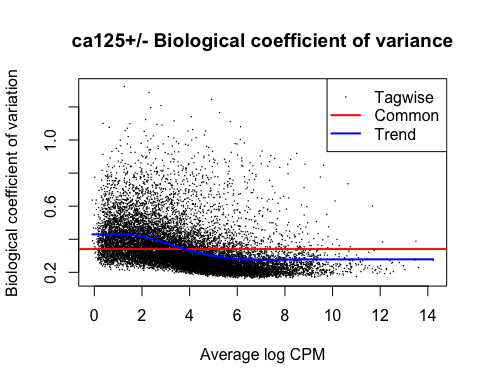 ca125+/- Biological coefficient of variance
Tagwise
Common
Trend
Biological coefficient of variation
1.0
0.6
0.2
0 2 4 6 8 10 12 14
Average log CPM